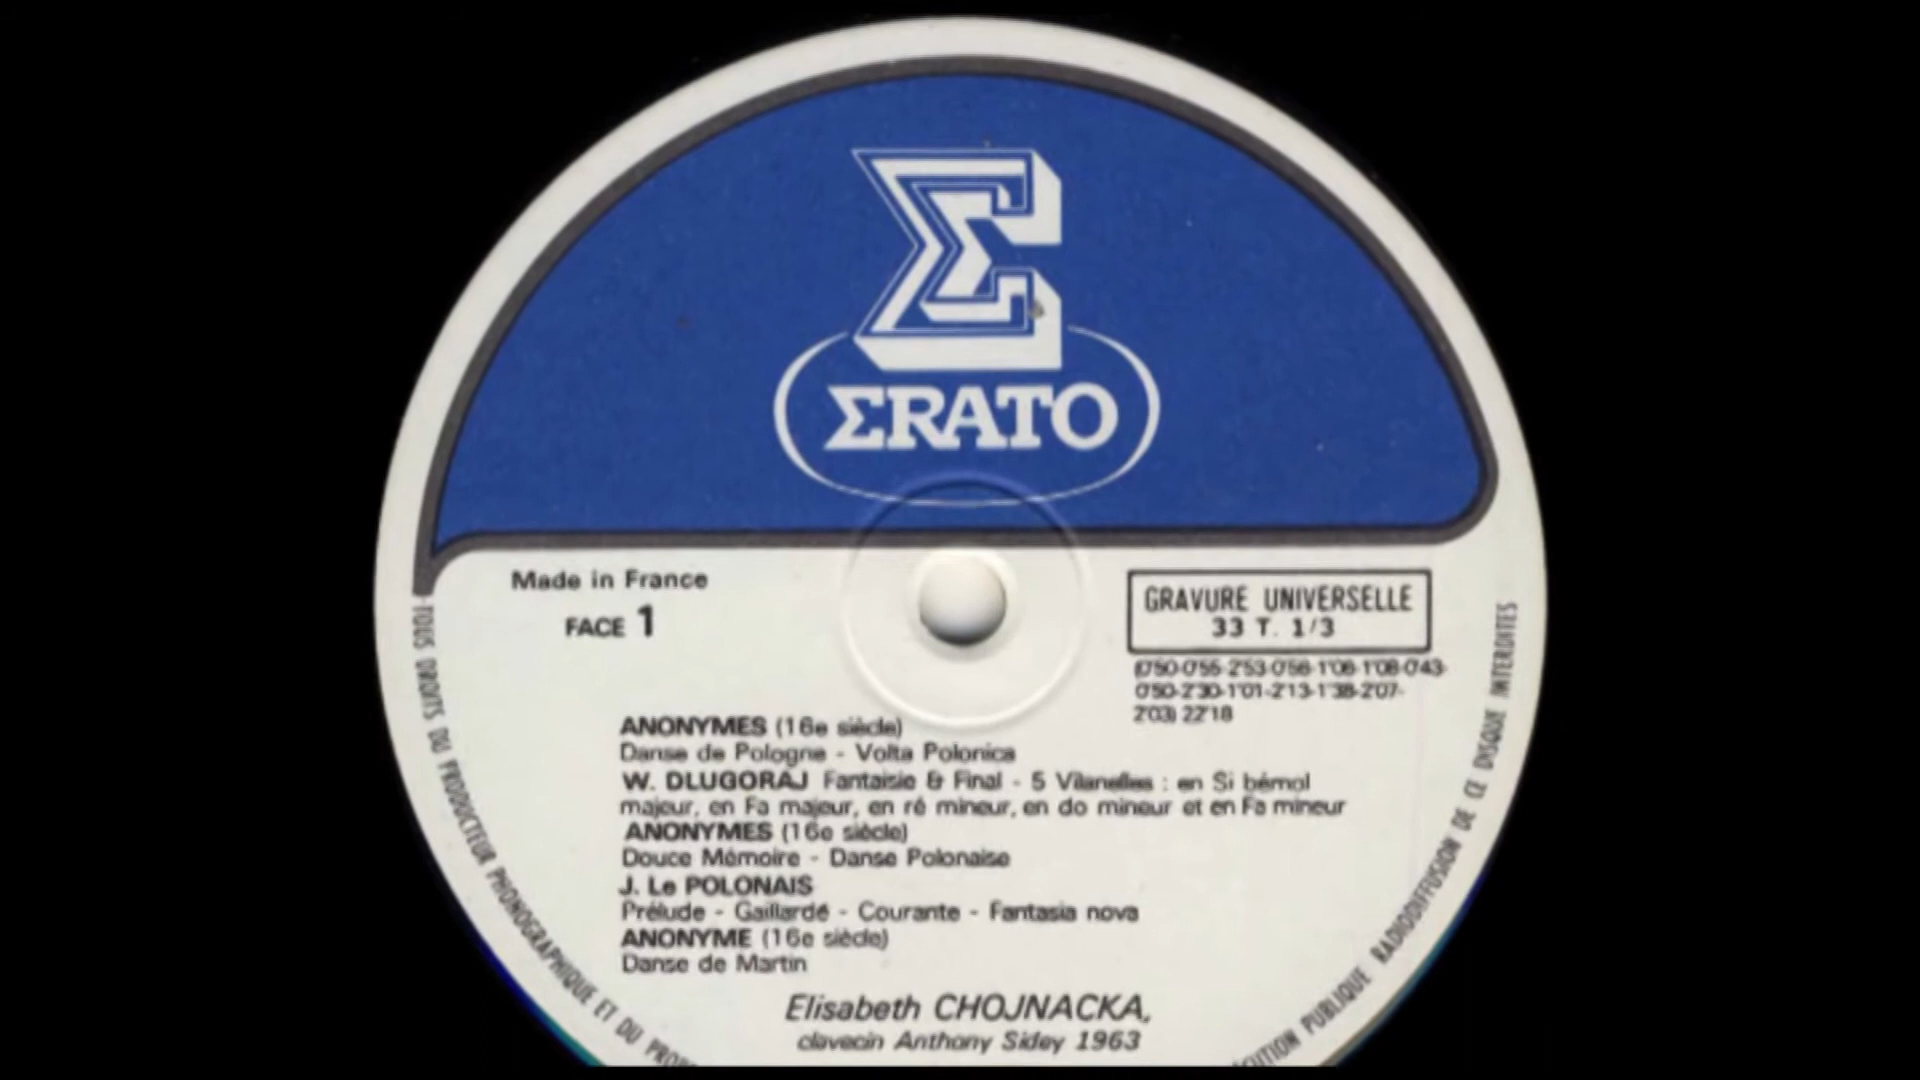 Σ
ΣRATO
Made in France
FACE 1
GRAVURE UNIVERSELLE
33 T. 1/3
(0'50-0'55-2'53-0'56-1'06-1'08-0'43-
0'50-2'30-1'01-2'13-1'38-2'07-
2'03) 22'18
ANONYMES (16e siècle)
Danse de Pologne - Volta Polonica
W. DLUGORAJ Fantaisie & Final - 5 Vilanelles : en Si bémol
majeur, en Fa majeur, en ré mineur, en do mineur et en Fa mineur
ANONYMES (16e siècle)
Douce Mémoire - Danse Polonaise
J. Le POLONAIS
Prélude - Gaillarde - Courante - Fantasia nova
ANONYME (16e siècle)
Danse de Martin
Elisabeth CHOJNACKA,
clavecin Anthony Sidey 1963
TOUS DROITS DU PRODUCTEUR PHONOGRAPHIQUE ET DU
PUBLIQUE RADIODIFFUSION DE CE DISQUE INTERDITES